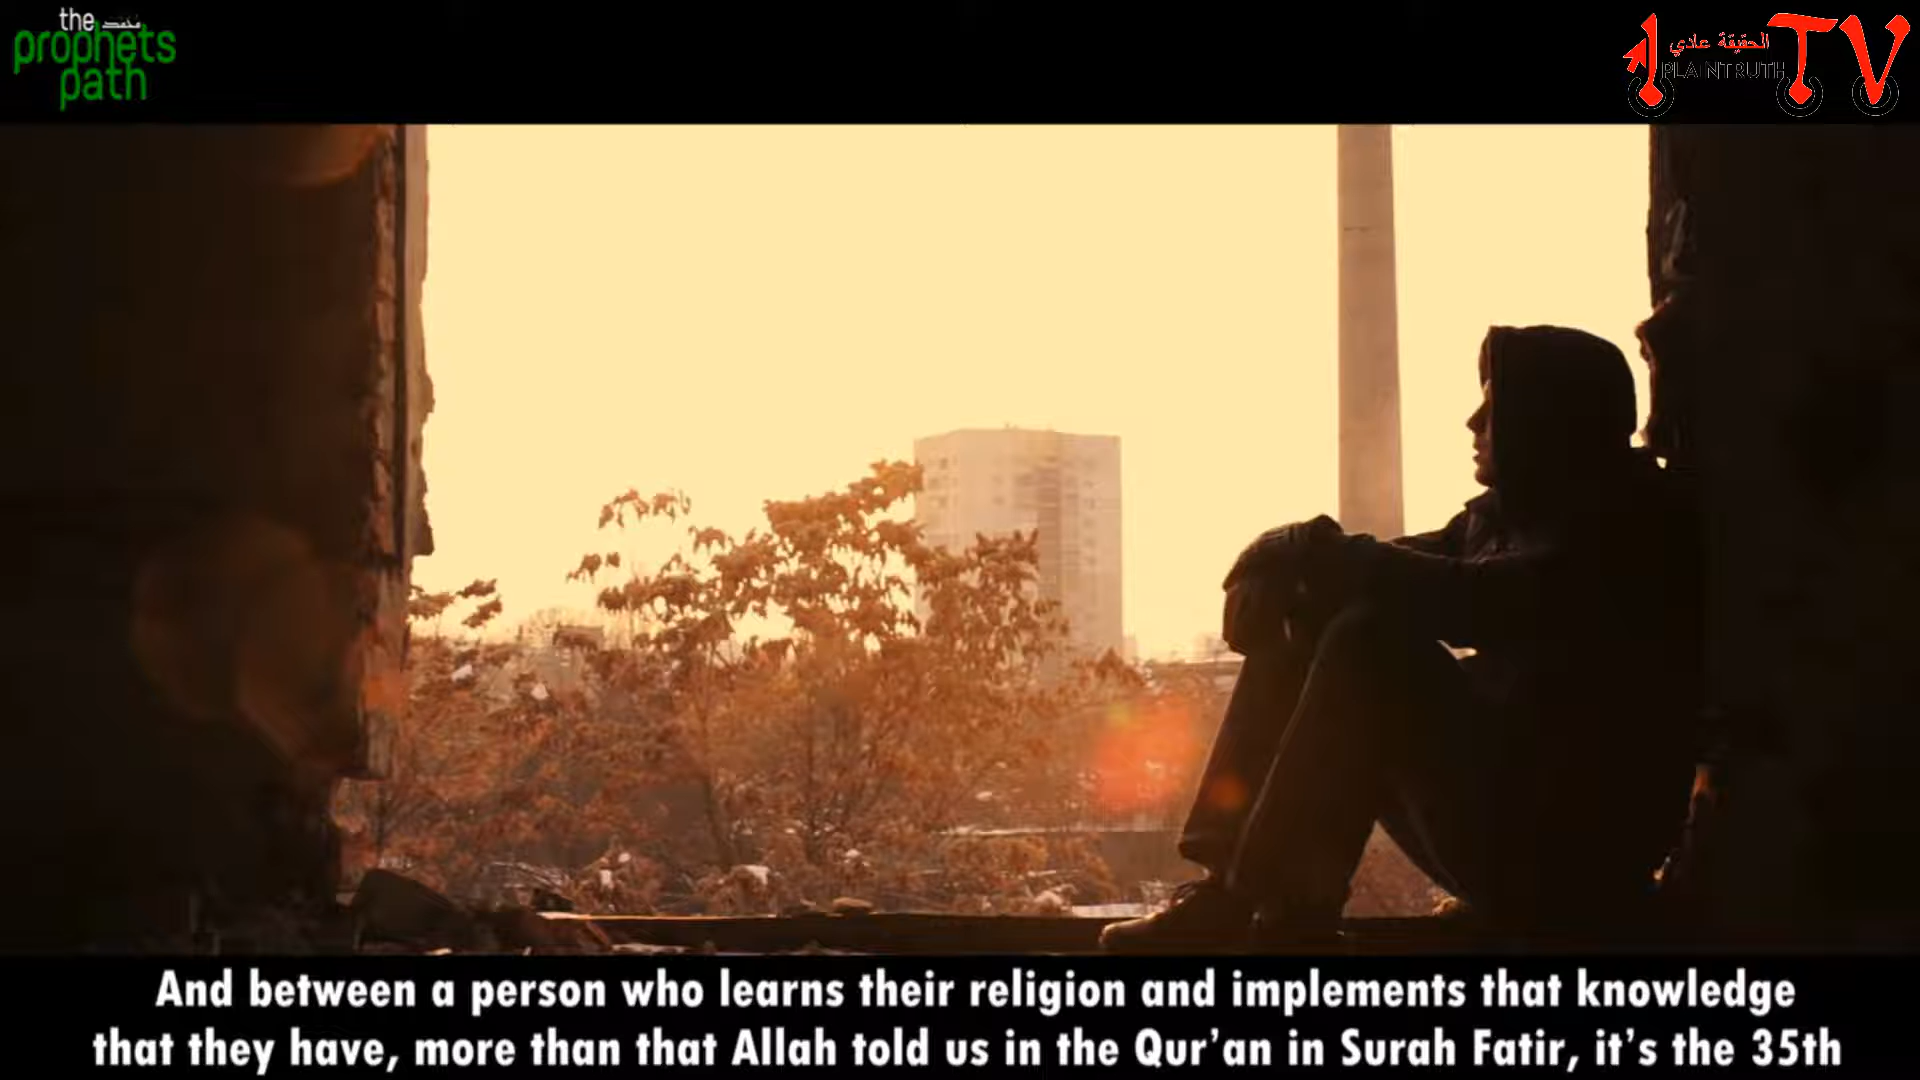 the محمد
prophets
path
الحقيقة عادي
PLAINTRUTH TV
And between a person who learns their religion and implements that knowledge
that they have, more than that Allah told us in the Qur'an in Surah Fatir, it's the 35th